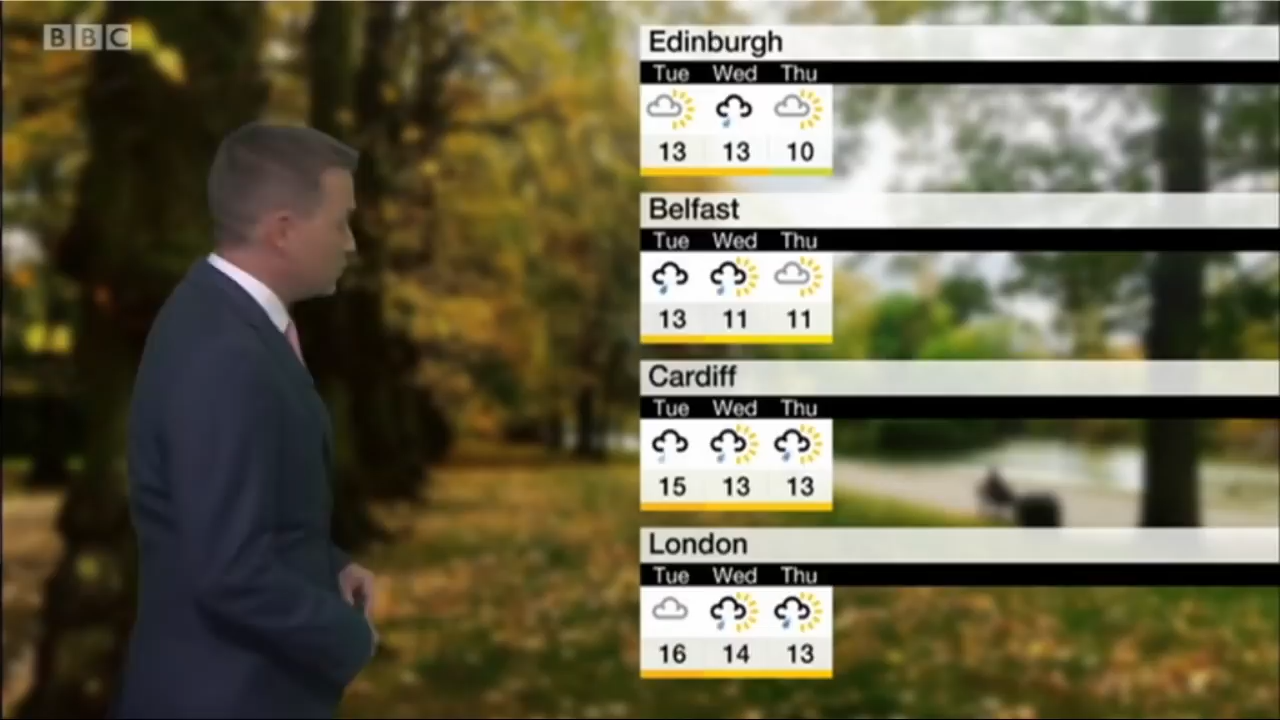 BBC
Edinburgh
Tue Wed Thu
13 13 10
Belfast
Tue Wed Thu
13 11 11
Cardiff
Tue Wed Thu
15 13 13
London
Tue Wed Thu
16 14 13